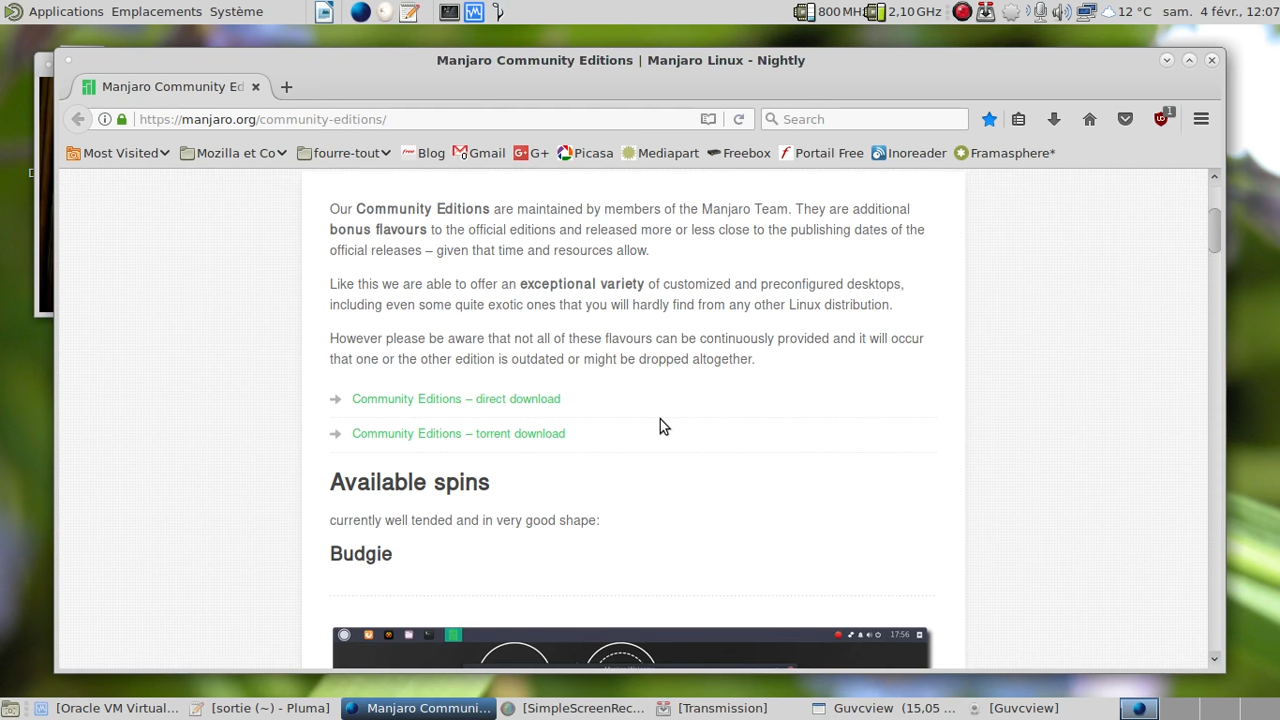 Applications Emplacements Système 800 MHz 2,10 GHz 12 °C sam. 4 févr., 12:07
Manjaro Community Editions | Manjaro Linux - Nightly
Manjaro Community Ed
https://manjaro.org/community-editions/ Search 1
Most Visited Mozilla et Co fourre-tout Blog Gmail G+ Picasa Mediapart Freebox Portail Free Inoreader Framasphere*
Our Community Editions are maintained by members of the Manjaro Team. They are additional
bonus flavours to the official editions and released more or less close to the publishing dates of the
official releases – given that time and resources allow.
Like this we are able to offer an exceptional variety of customized and preconfigured desktops,
including even some quite exotic ones that you will hardly find from any other Linux distribution.
However please be aware that not all of these flavours can be continuously provided and it will occur
that one or the other edition is outdated or might be dropped altogether.
Community Editions – direct download
Community Editions – torrent download
Available spins
currently well tended and in very good shape:
Budgie
17:56
[Oracle VM Virtual... [sortie (~) - Pluma] Manjaro Communi... [SimpleScreenRec... [Transmission] Guvcview (15,05 ... [Guvcview]